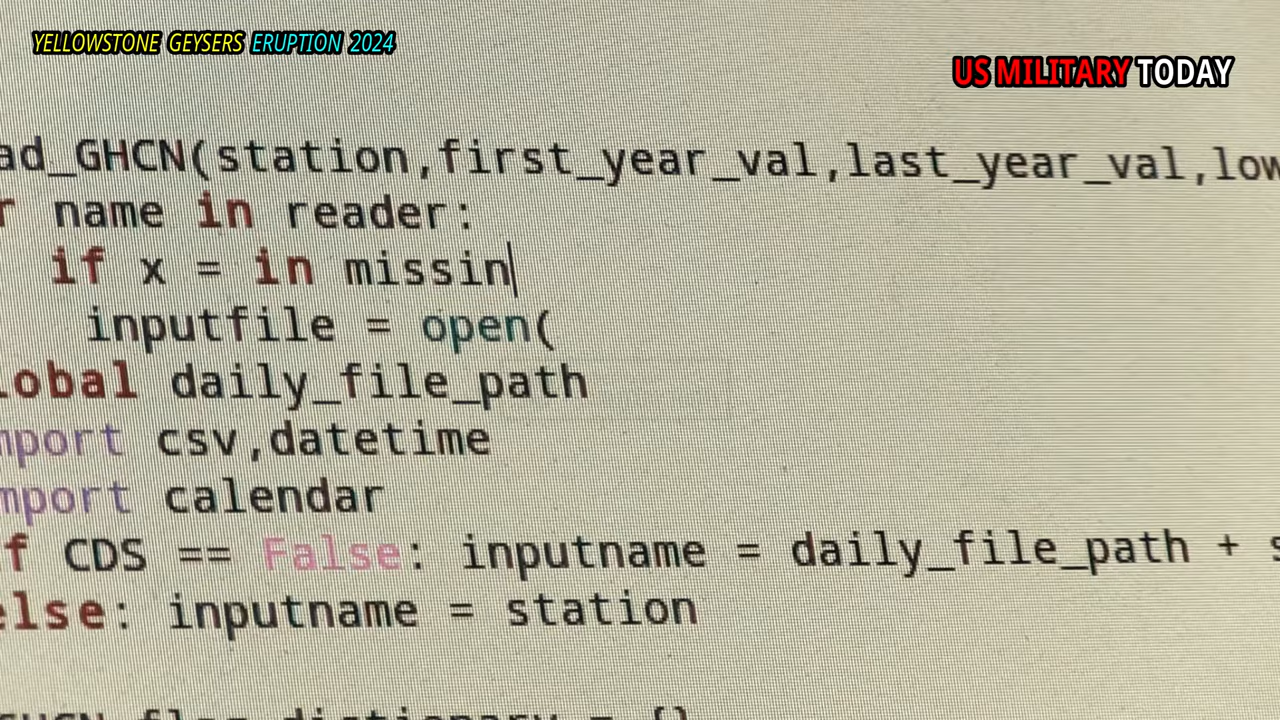 YELLOWSTONE GEYSERS ERUPTION 2024
US MILITARY TODAY
ad_GHCN(station,first_year_val,last_year_val,low
r name in reader:
if x = in missin
inputfile = open(
lobal daily_file_path
mport csv,datetime
mport calendar
f CDS == False: inputname = daily_file_path + s
else: inputname = station